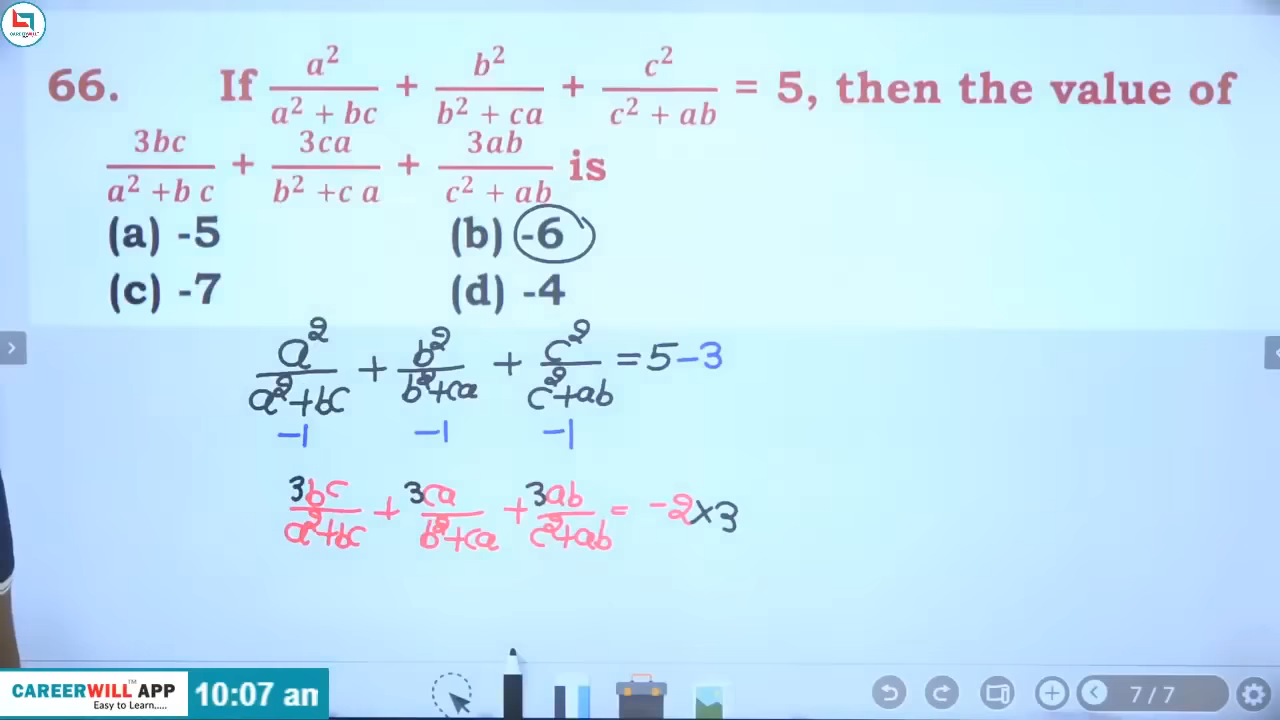 CAREERWILL
66. If a²/(a² + bc) + b²/(b² + ca) + c²/(c² + ab) = 5, then the value of
3bc/(a² +b c) + 3ca/(b² +c a) + 3ab/(c² + ab) is
(a) -5 (b) -6
(c) -7 (d) -4
a²/(a²+bc) + b²/(b²+ca) + c²/(c²+ab) = 5-3
-1 -1 -1
3bc/(a²+bc) + 3ca/(b²+ca) + 3ab/(c²+ab) = -2×3
CAREERWILL™ APP
Easy to Learn.....
10:07 am
7 / 7